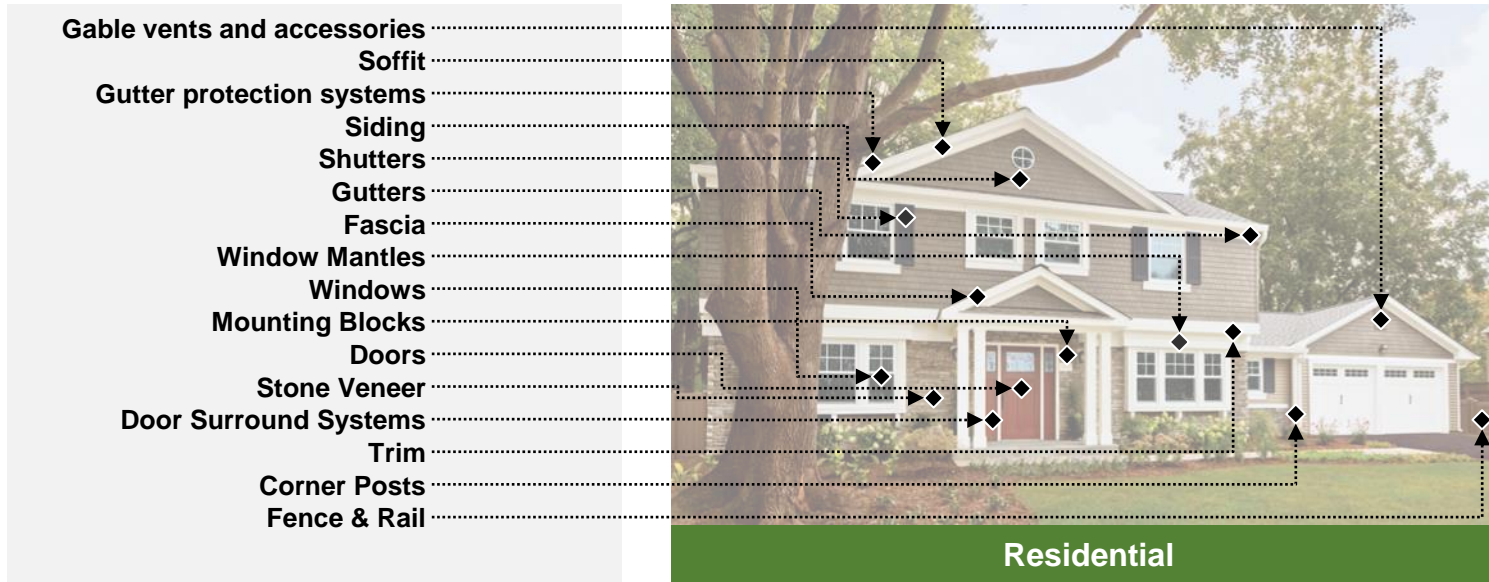 Gable vents and accessories
Soffit
Gutter protection systems
Siding
Shutters
Gutters
Fascia
Window Mantles
Windows
Mounting Blocks
Doors
Stone Veneer
Door Surround Systems
Trim
Corner Posts
Fence & Rail
Residential